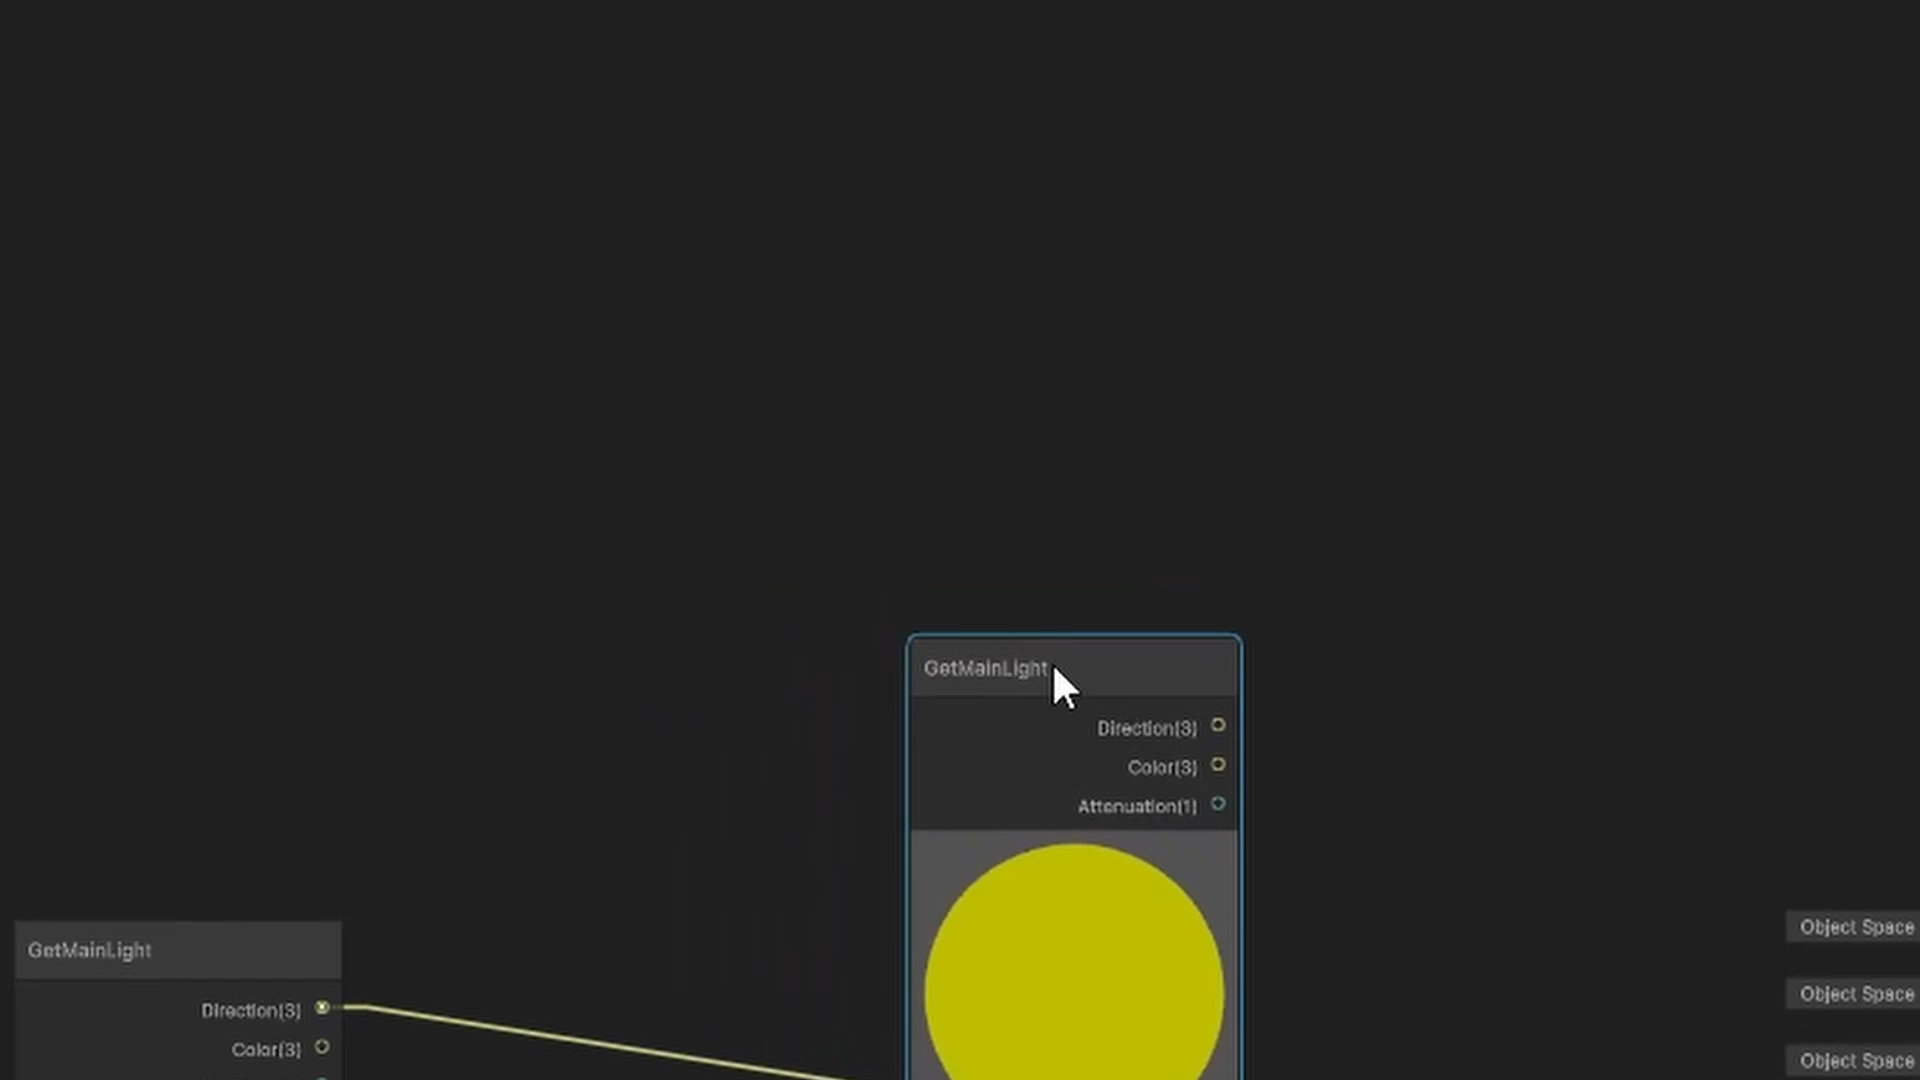 GetMainLight
Direction(3)
Color(3)
Attenuation(1)
GetMainLight
Direction(3)
Color(3)
Object Space
Object Space
Object Space